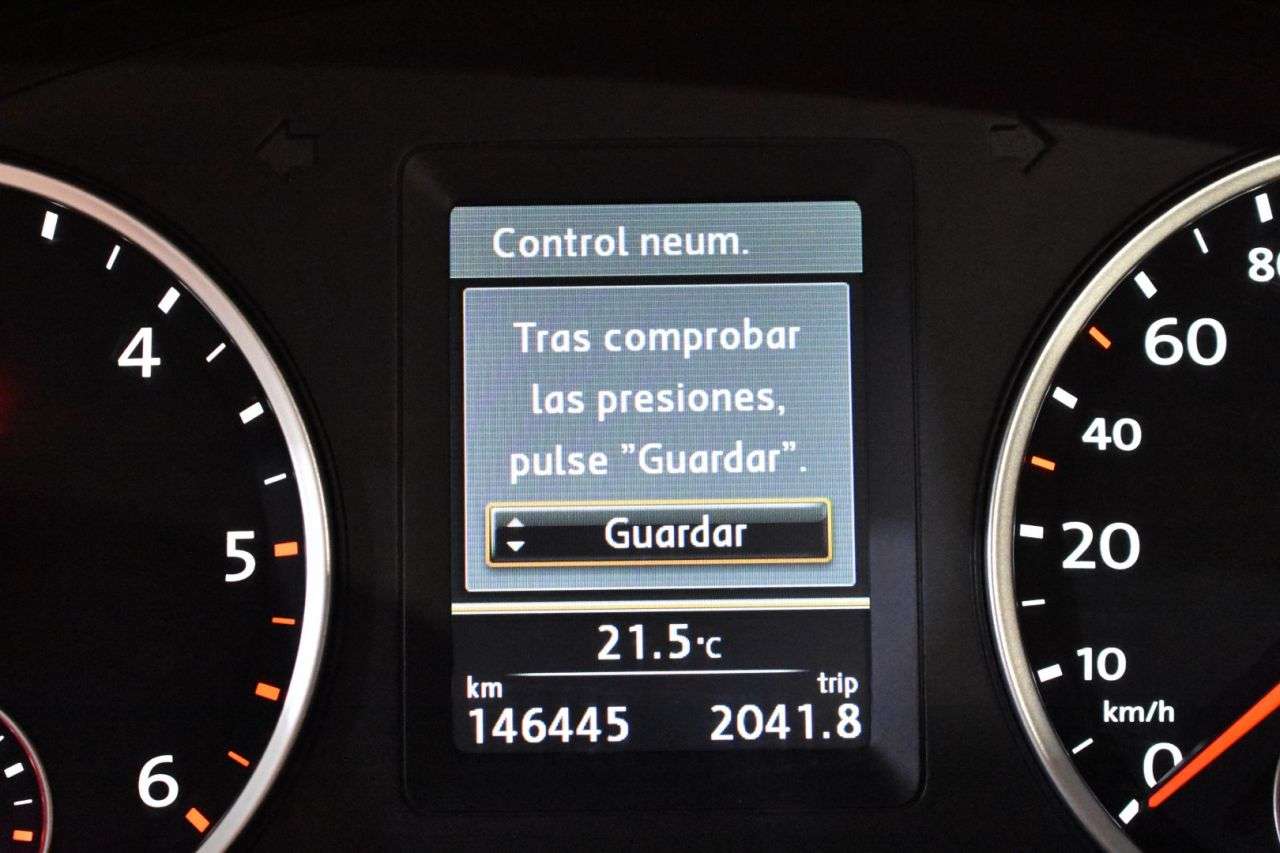 Control neum.
Tras comprobar
las presiones,
pulse ”Guardar”.
Guardar
21.5°C
km
trip
146445
2041.8
4
5
6
80
60
40
20
10
km/h
0